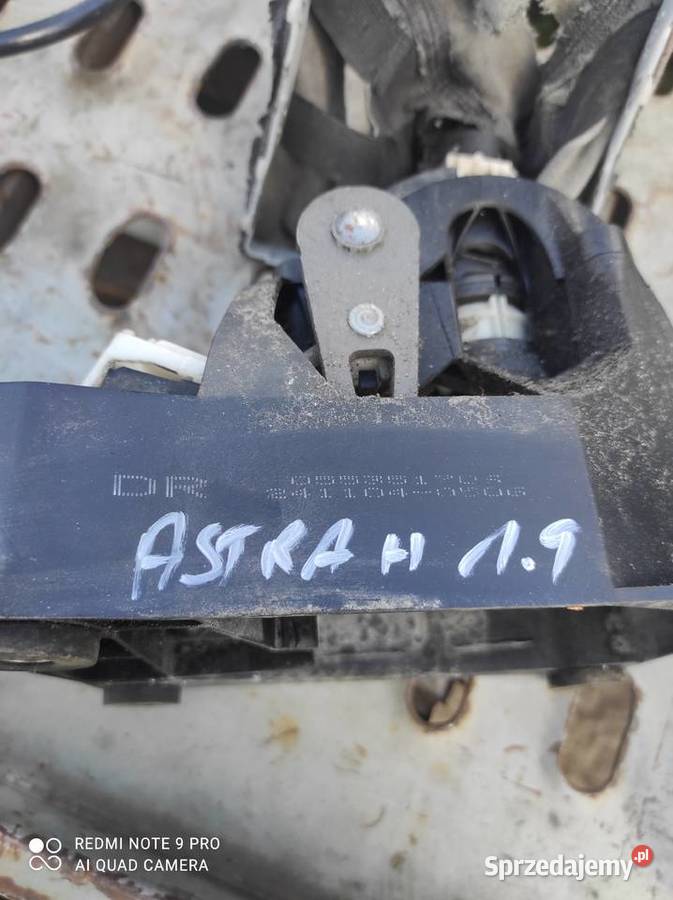 DR
ASTRA H 1.9
REDMI NOTE 9 PRO
AI QUAD CAMERA
Sprzedajemy.pl